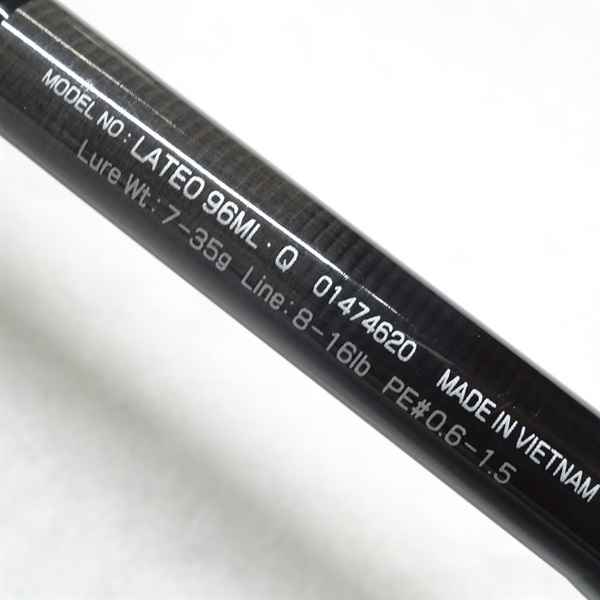 MODEL NO : LATEO 96ML・Q 01474620 MADE IN VIETNAM
Lure Wt.: 7-35g Line: 8-16lb PE#0.6-1.5